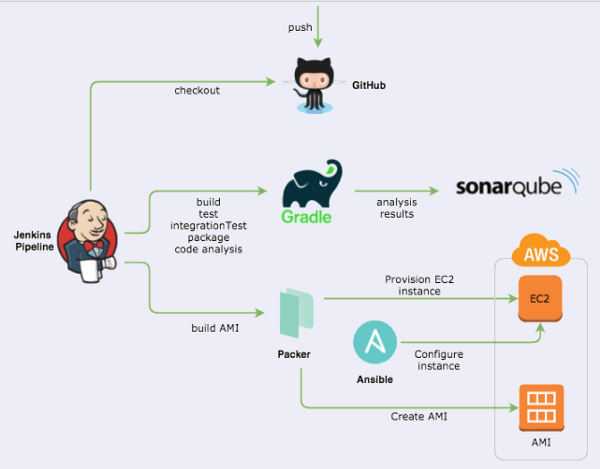 push
GitHub
checkout
Gradle
build
test
integrationTest
package
code analysis
analysis
results
sonarqube
Jenkins
Pipeline
AWS
Provision EC2
instance
EC2
build AMI
Packer
Ansible
Configure
instance
Create AMI
AMI